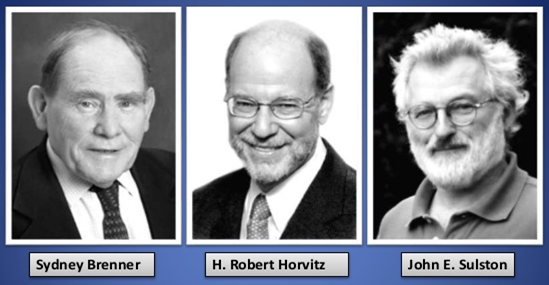 Sydney Brenner
H. Robert Horvitz
John E. Sulston